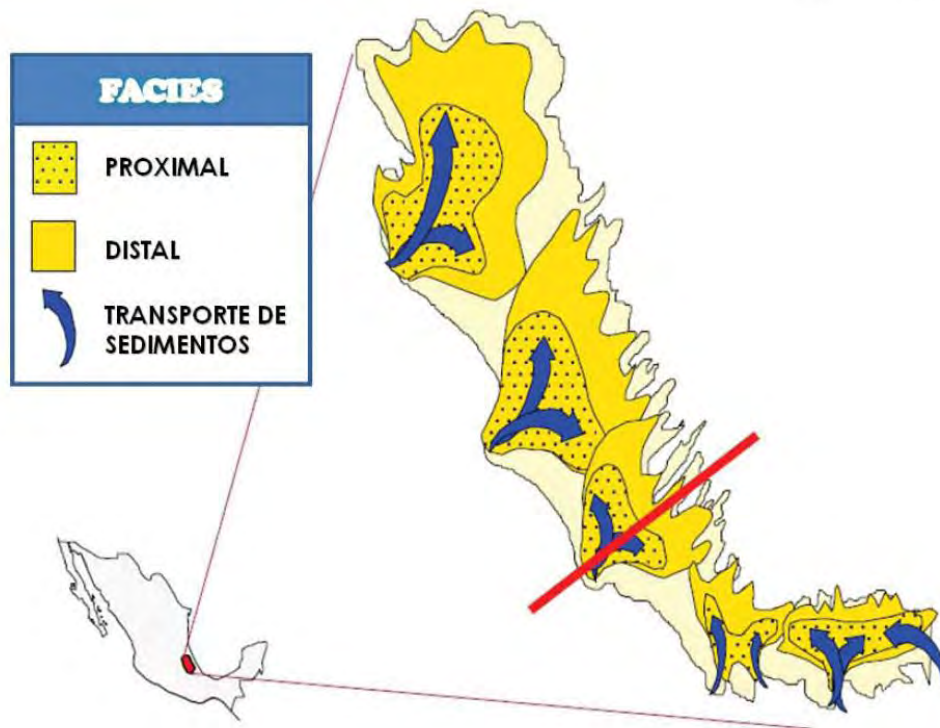 FACIES
PROXIMAL
DISTAL
TRANSPORTE DE
SEDIMENTOS